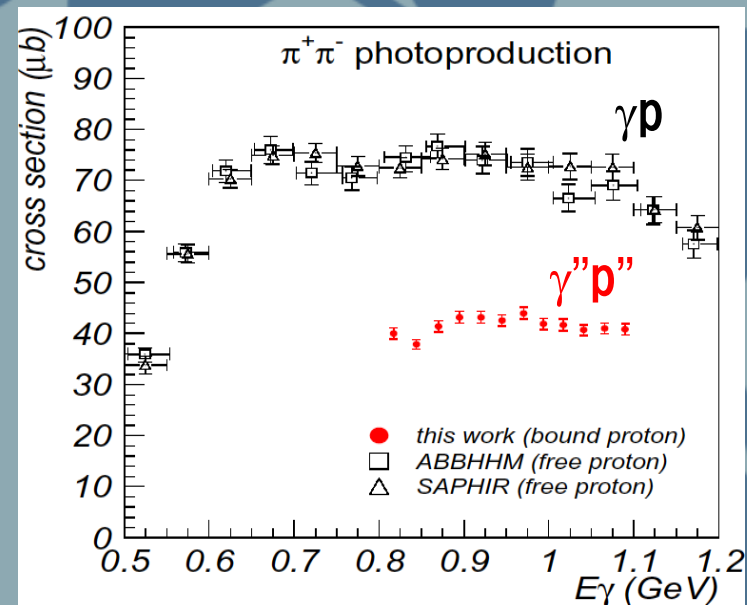 π⁺π⁻ photoproduction
cross section (μb)
100
90
80
70
60
50
40
30
20
10
0
γp
γ”p”
this work (bound proton)
ABBHHM (free proton)
SAPHIR (free proton)
0.5 0.6 0.7 0.8 0.9 1 1.1 1.2
Eγ (GeV)